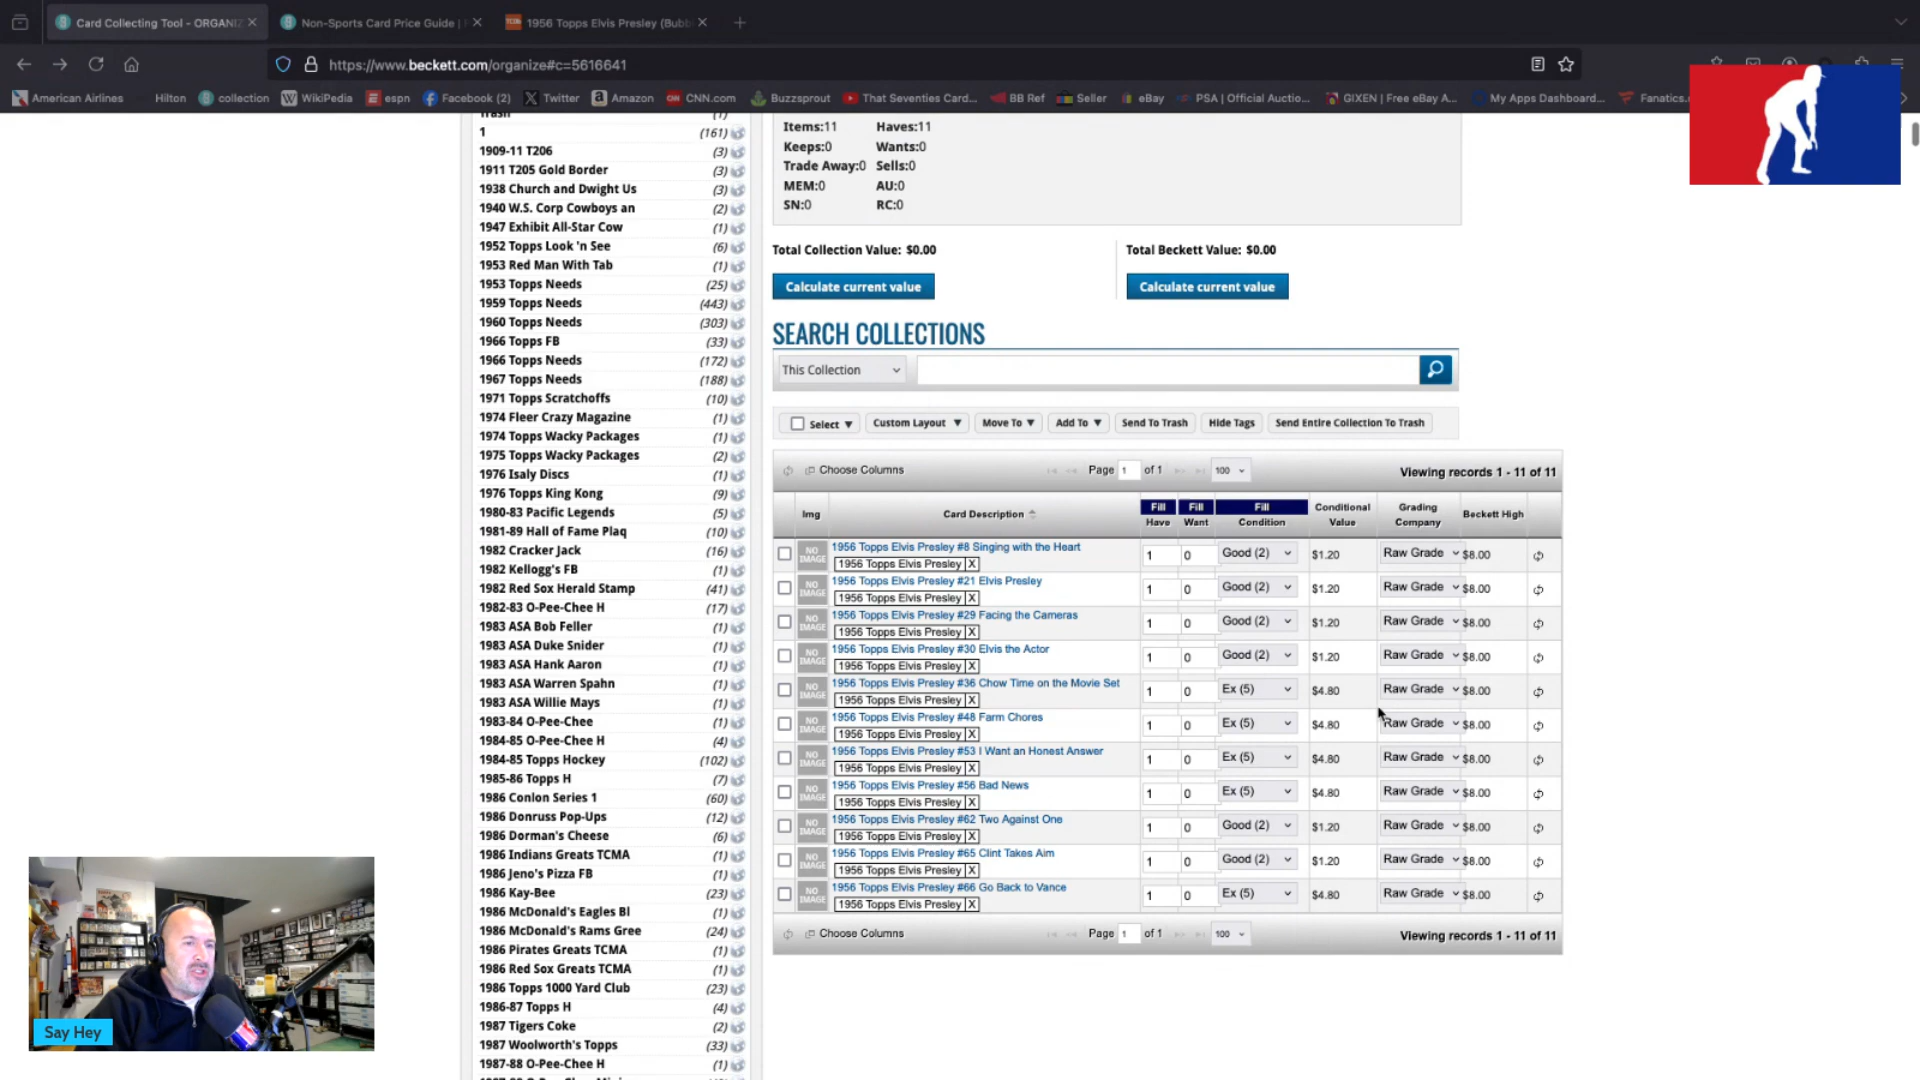 Card Collecting Tool - ORGANIZ
Non-Sports Card Price Guide |
1956 Topps Elvis Presley (Bubb
https://www.beckett.com/organize#c=5616641
American Airlines
Hilton
collection
WikiPedia
espn
Facebook (2)
Twitter
Amazon
CNN.com
Buzzsprout
That Seventies Card...
BB Ref
Seller
eBay
PSA | Official Auctio...
GIXEN | Free eBay A...
My Apps Dashboard...
Fanatics.
Trash (1)
1 (161)
1909-11 T206 (3)
1911 T205 Gold Border (3)
1938 Church and Dwight Us (3)
1940 W.S. Corp Cowboys an (2)
1947 Exhibit All-Star Cow (1)
1952 Topps Look 'n See (6)
1953 Red Man With Tab (1)
1953 Topps Needs (25)
1959 Topps Needs (443)
1960 Topps Needs (303)
1966 Topps FB (33)
1966 Topps Needs (172)
1967 Topps Needs (188)
1971 Topps Scratchoffs (10)
1974 Fleer Crazy Magazine (1)
1974 Topps Wacky Packages (1)
1975 Topps Wacky Packages (2)
1976 Isaly Discs (1)
1976 Topps King Kong (9)
1980-83 Pacific Legends (5)
1981-89 Hall of Fame Plaq (10)
1982 Cracker Jack (16)
1982 Kellogg's FB (1)
1982 Red Sox Herald Stamp (41)
1982-83 O-Pee-Chee H (17)
1983 ASA Bob Feller (1)
1983 ASA Duke Snider (1)
1983 ASA Hank Aaron (1)
1983 ASA Warren Spahn (1)
1983 ASA Willie Mays (1)
1983-84 O-Pee-Chee (1)
1984-85 O-Pee-Chee H (4)
1984-85 Topps Hockey (102)
1985-86 Topps H (7)
1986 Conlon Series 1 (60)
1986 Donruss Pop-Ups (12)
1986 Dorman's Cheese (6)
1986 Indians Greats TCMA (1)
1986 Jeno's Pizza FB (1)
1986 Kay-Bee (23)
1986 McDonald's Eagles Bl (1)
1986 McDonald's Rams Gree (24)
1986 Pirates Greats TCMA (1)
1986 Red Sox Greats TCMA (1)
1986 Topps 1000 Yard Club (23)
1986-87 Topps H (4)
1987 Tigers Coke (2)
1987 Woolworth's Topps (33)
1987-88 O-Pee-Chee H (1)
Items:11 Haves:11
Keeps:0 Wants:0
Trade Away:0 Sells:0
MEM:0 AU:0
SN:0 RC:0
Total Collection Value: $0.00
Total Beckett Value: $0.00
Calculate current value
Calculate current value
SEARCH COLLECTIONS
This Collection
Select ▼
Custom Layout ▼
Move To ▼
Add To ▼
Send To Trash
Hide Tags
Send Entire Collection To Trash
Choose Columns Page 1 of 1 100 Viewing records 1 - 11 of 11
Img Card Description Fill Have Fill Want Fill Condition Conditional Value Grading Company Beckett High
NO IMAGE 1956 Topps Elvis Presley #8 Singing with the Heart 1 0 Good (2) $1.20 Raw Grade $8.00
1956 Topps Elvis Presley X
NO IMAGE 1956 Topps Elvis Presley #21 Elvis Presley 1 0 Good (2) $1.20 Raw Grade $8.00
1956 Topps Elvis Presley X
NO IMAGE 1956 Topps Elvis Presley #29 Facing the Cameras 1 0 Good (2) $1.20 Raw Grade $8.00
1956 Topps Elvis Presley X
NO IMAGE 1956 Topps Elvis Presley #30 Elvis the Actor 1 0 Good (2) $1.20 Raw Grade $8.00
1956 Topps Elvis Presley X
NO IMAGE 1956 Topps Elvis Presley #36 Chow Time on the Movie Set 1 0 Ex (5) $4.80 Raw Grade $8.00
1956 Topps Elvis Presley X
NO IMAGE 1956 Topps Elvis Presley #48 Farm Chores 1 0 Ex (5) $4.80 Raw Grade $8.00
1956 Topps Elvis Presley X
NO IMAGE 1956 Topps Elvis Presley #53 I Want an Honest Answer 1 0 Ex (5) $4.80 Raw Grade $8.00
1956 Topps Elvis Presley X
NO IMAGE 1956 Topps Elvis Presley #56 Bad News 1 0 Ex (5) $4.80 Raw Grade $8.00
1956 Topps Elvis Presley X
NO IMAGE 1956 Topps Elvis Presley #62 Two Against One 1 0 Good (2) $1.20 Raw Grade $8.00
1956 Topps Elvis Presley X
NO IMAGE 1956 Topps Elvis Presley #65 Clint Takes Aim 1 0 Good (2) $1.20 Raw Grade $8.00
1956 Topps Elvis Presley X
NO IMAGE 1956 Topps Elvis Presley #66 Go Back to Vance 1 0 Ex (5) $4.80 Raw Grade $8.00
1956 Topps Elvis Presley X
Choose Columns Page 1 of 1 100 Viewing records 1 - 11 of 11
Say Hey